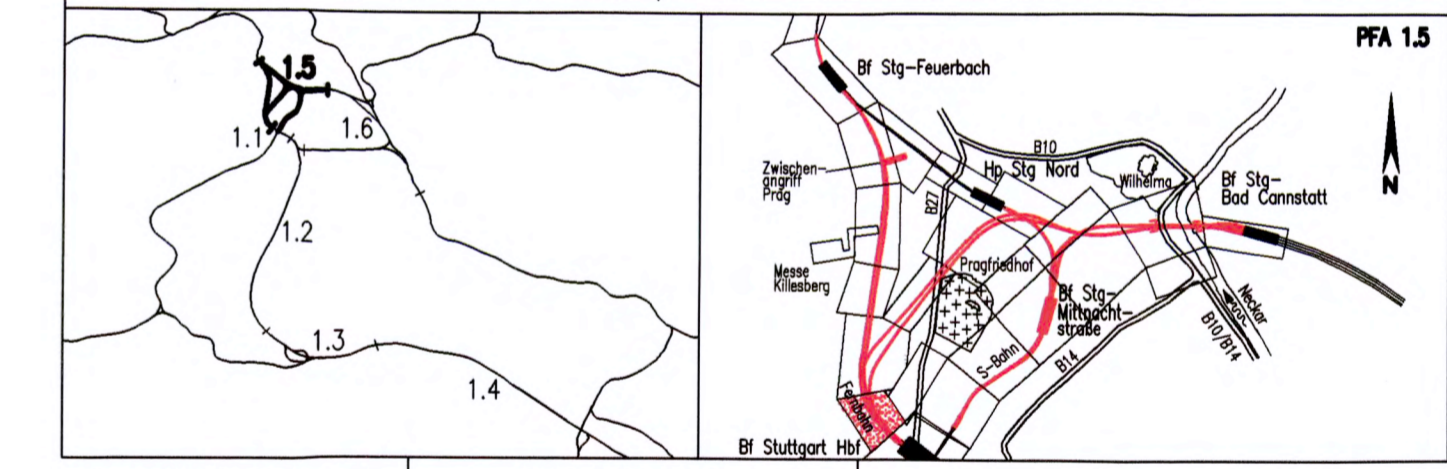 1.5
1.1
1.6
1.2
1.3
1.4
PFA 1.5
Bf Stg-Feuerbach
N
B10
Zwischen-
angriff
Prag
Hp Stg Nord
Wilhelma
Bf Stg-
Bad Cannstatt
B27
Messe
Killesberg
Pragfriedhof
Bf Stg-
Mittnacht-
straße
Neckar
B10/B14
S-Bahn
B14
Fernbahn
Bf Stuttgart Hbf